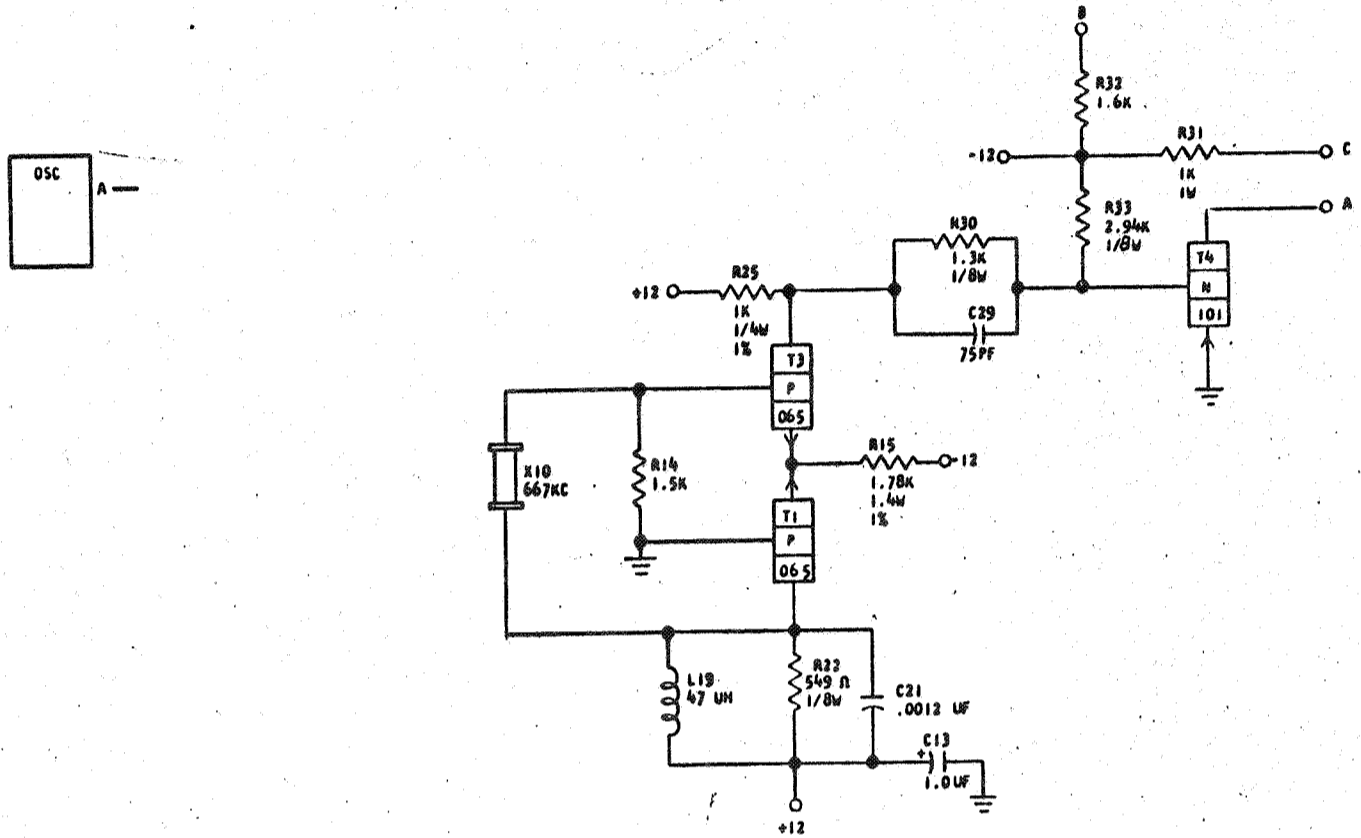 B
R32
1.6K
R31
-12
C
1K
1W
OSC
A
R33
2.94K
1/8W
A
R30
1.3K
1/8W
T4
N
101
R25
+12
1K
1/4W
1%
C29
75PF
T3
P
065
X10
667KC
R14
1.5K
R15
-12
1.78K
1.4W
1%
T1
P
065
L19
47 UH
R22
549 Ω
1/8W
C21
.0012 UF
C13
+
1.0UF
+12